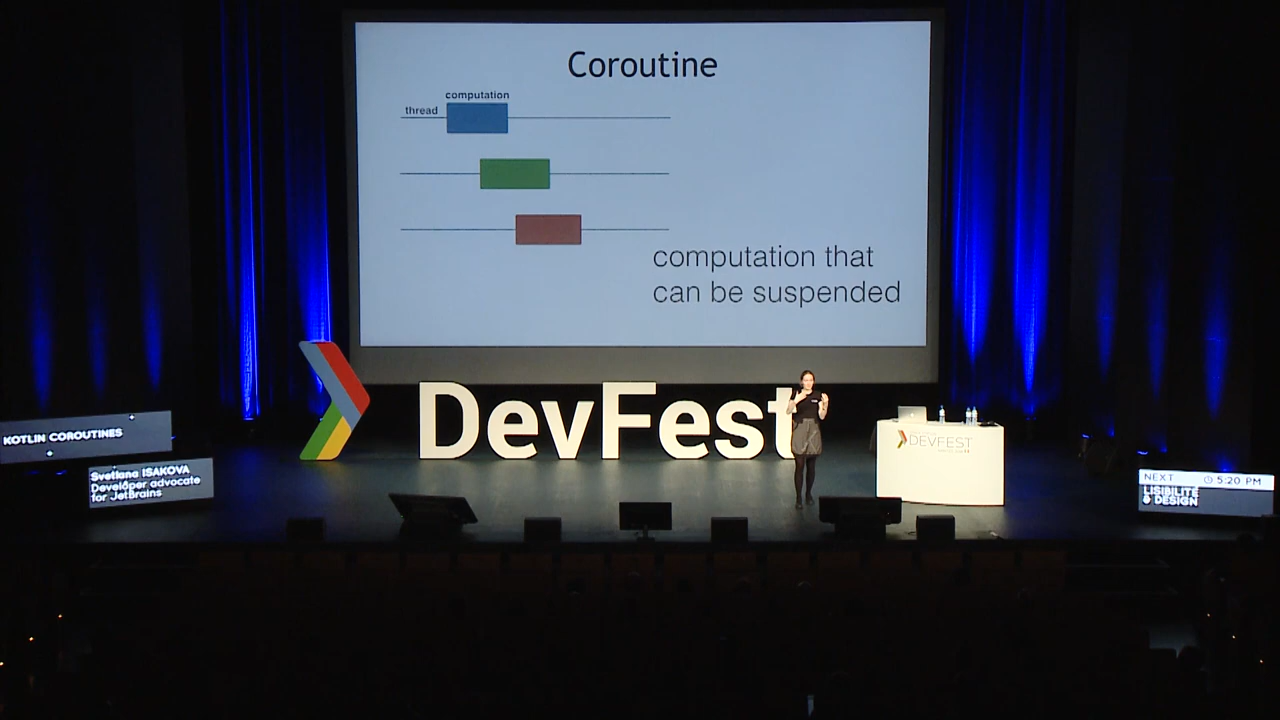 Coroutine
computation
thread
computation that
can be suspended
DevFest
DEVFEST
KOTLIN COROUTINES
Svetlana ISAKOVA
Developer advocate
for JetBrains
NEXT 5:20 PM
LISIBILITÉ
& DESIGN